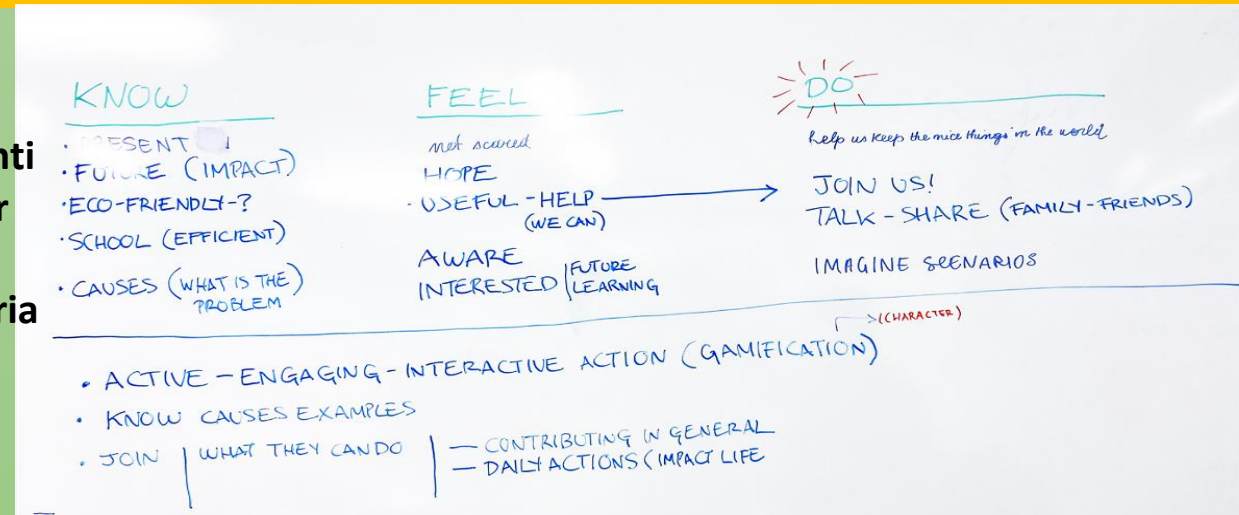 KNOW
· PRESENT
· FUTURE (IMPACT)
· ECO-FRIENDLY-?
· SCHOOL (EFFICIENT)
· CAUSES (WHAT IS THE
PROBLEM)
FEEL
not scared
HOPE
· USEFUL - HELP
(WE CAN)
AWARE
INTERESTED | FUTURE
LEARNING
DO
help us keep the nice things in the world
JOIN US!
TALK - SHARE (FAMILY-FRIENDS)
IMAGINE SCENARIOS
(CHARACTER)
· ACTIVE - ENGAGING - INTERACTIVE ACTION (GAMIFICATION)
· KNOW CAUSES EXAMPLES
· JOIN | WHAT THEY CAN DO | — CONTRIBUTING IN GENERAL
— DAILY ACTIONS (IMPACT LIFE
nti
r
ria